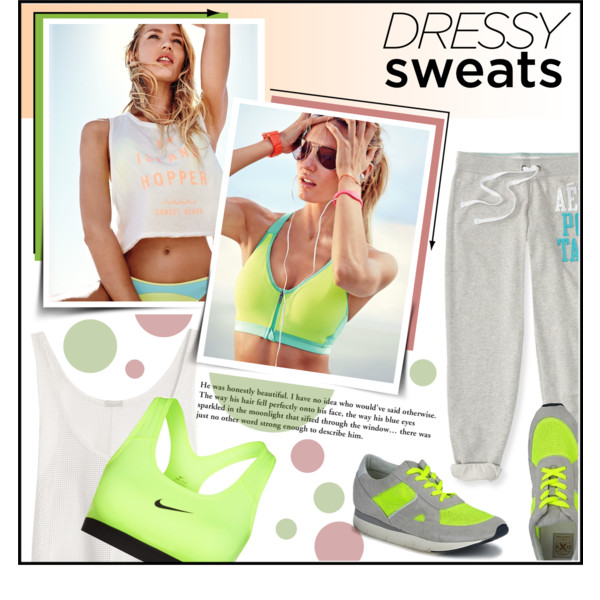 DRESSY
sweats
HOPPER
AÉ
PO
TA
He was honestly beautiful. I have no idea who would've said otherwise.
The way his hair fell perfectly onto his face, the way his blue eyes
sparkled in the moonlight that sifted through the window... there was
just no other word strong enough to describe him.